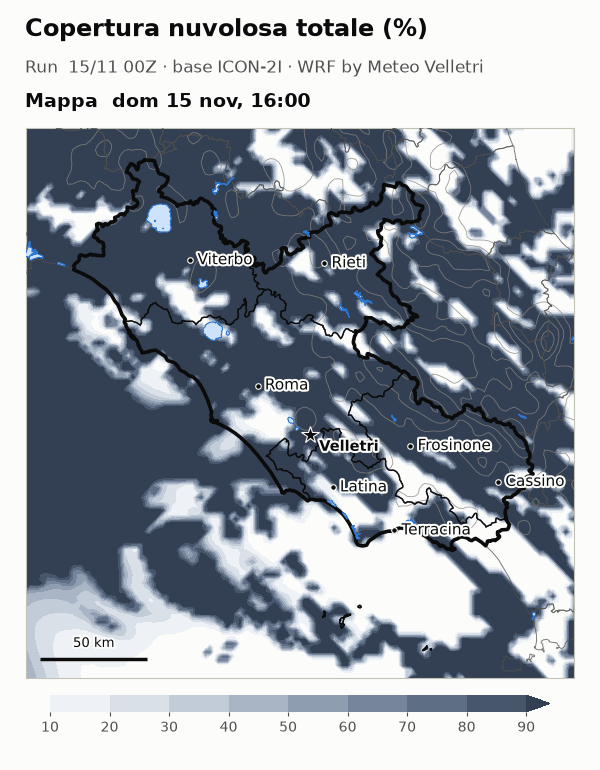 Copertura nuvolosa totale (%)
Run 15/11 00Z · base ICON-2I · WRF by Meteo Velletri
Mappa dom 15 nov, 16:00
Viterbo
Rieti
Roma
Velletri
Frosinone
Latina
Cassino
Terracina
50 km
10 20 30 40 50 60 70 80 90